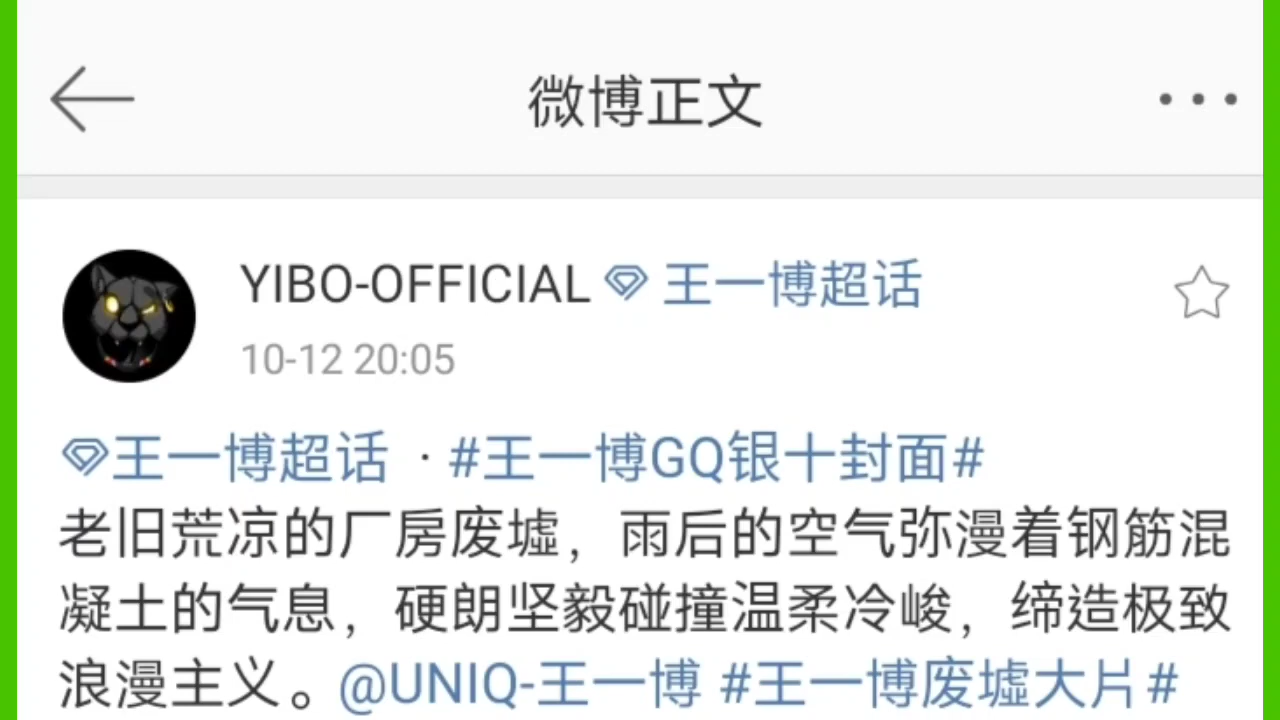 微博正文
YIBO-OFFICIAL 王一博超话
10-12 20:05
王一博超话 · #王一博GQ银十封面#
老旧荒凉的厂房废墟，雨后的空气弥漫着钢筋混
凝土的气息，硬朗坚毅碰撞温柔冷峻，缔造极致
浪漫主义。@UNIQ-王一博 #王一博废墟大片#